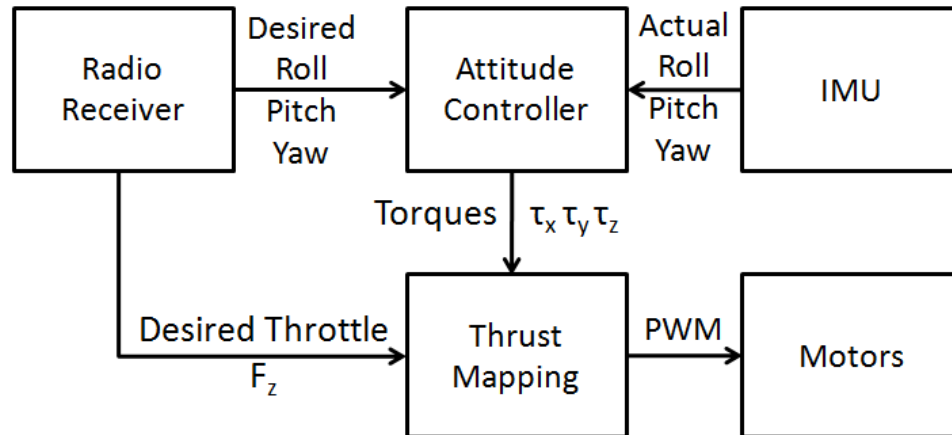 Radio
Receiver
Desired
Roll
Pitch
Yaw
Attitude
Controller
Actual
Roll
Pitch
Yaw
IMU
Torques τx τy τz
Desired Throttle
Fz
Thrust
Mapping
PWM
Motors